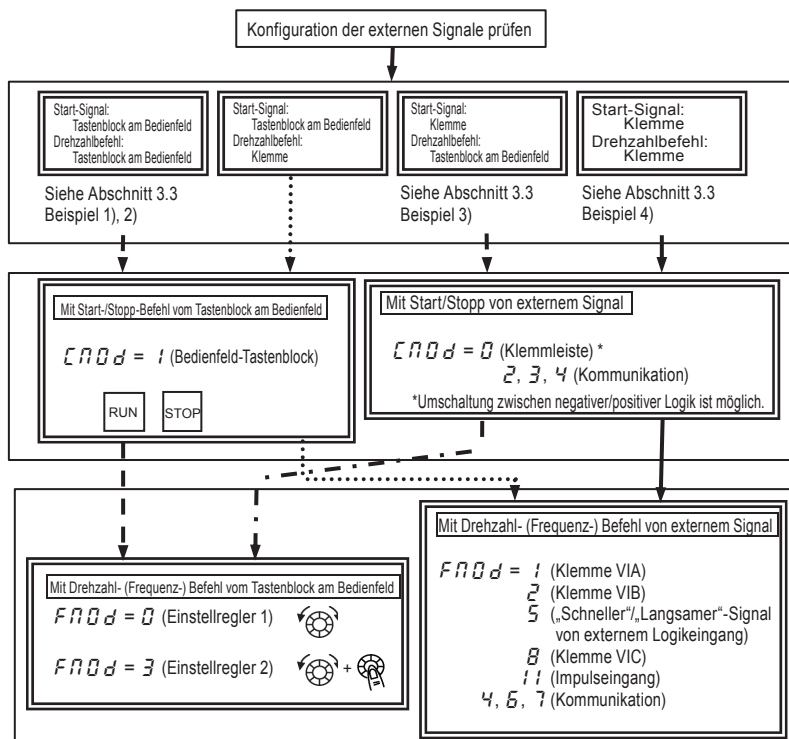 Konfiguration der externen Signale prüfen
Start-Signal:
Tastenblock am Bedienfeld
Drehzahlbefehl:
Tastenblock am Bedienfeld
Start-Signal:
Tastenblock am Bedienfeld
Drehzahlbefehl:
Klemme
Start-Signal:
Klemme
Drehzahlbefehl:
Tastenblock am Bedienfeld
Start-Signal:
Klemme
Drehzahlbefehl:
Klemme
Siehe Abschnitt 3.3
Beispiel 1), 2)
Siehe Abschnitt 3.3
Beispiel 3)
Siehe Abschnitt 3.3
Beispiel 4)
Mit Start-/Stopp-Befehl vom Tastenblock am Bedienfeld
CMOd = 1 (Bedienfeld-Tastenblock)
RUN STOP
Mit Start/Stopp von externem Signal
CMOd = 0 (Klemmleiste) *
2, 3, 4 (Kommunikation)
*Umschaltung zwischen negativer/positiver Logik ist möglich.
Mit Drehzahl- (Frequenz-) Befehl vom Tastenblock am Bedienfeld
FMOd = 0 (Einstellregler 1)
FMOd = 3 (Einstellregler 2) +
Mit Drehzahl- (Frequenz-) Befehl von externem Signal
FMOd = 1 (Klemme VIA)
2 (Klemme VIB)
5 („Schneller“/„Langsamer“-Signal
von externem Logikeingang)
8 (Klemme VIC)
11 (Impulseingang)
4, 6, 7 (Kommunikation)